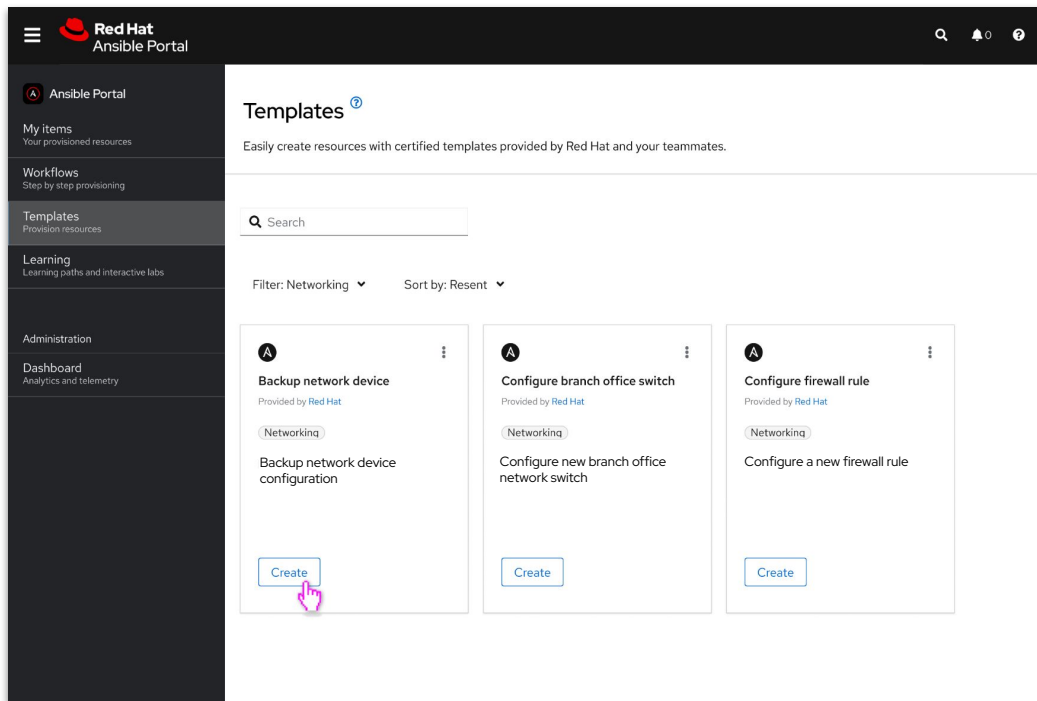 Red Hat
Ansible Portal
0
Ansible Portal
My items
Your provisioned resources
Workflows
Step by step provisioning
Templates
Provision resources
Learning
Learning paths and interactive labs
Administration
Dashboard
Analytics and telemetry
Templates
Easily create resources with certified templates provided by Red Hat and your teammates.
Search
Filter: Networking
Sort by: Resent
Backup network device
Provided by Red Hat
Networking
Backup network device
configuration
Create
Configure branch office switch
Provided by Red Hat
Networking
Configure new branch office
network switch
Create
Configure firewall rule
Provided by Red Hat
Networking
Configure a new firewall rule
Create